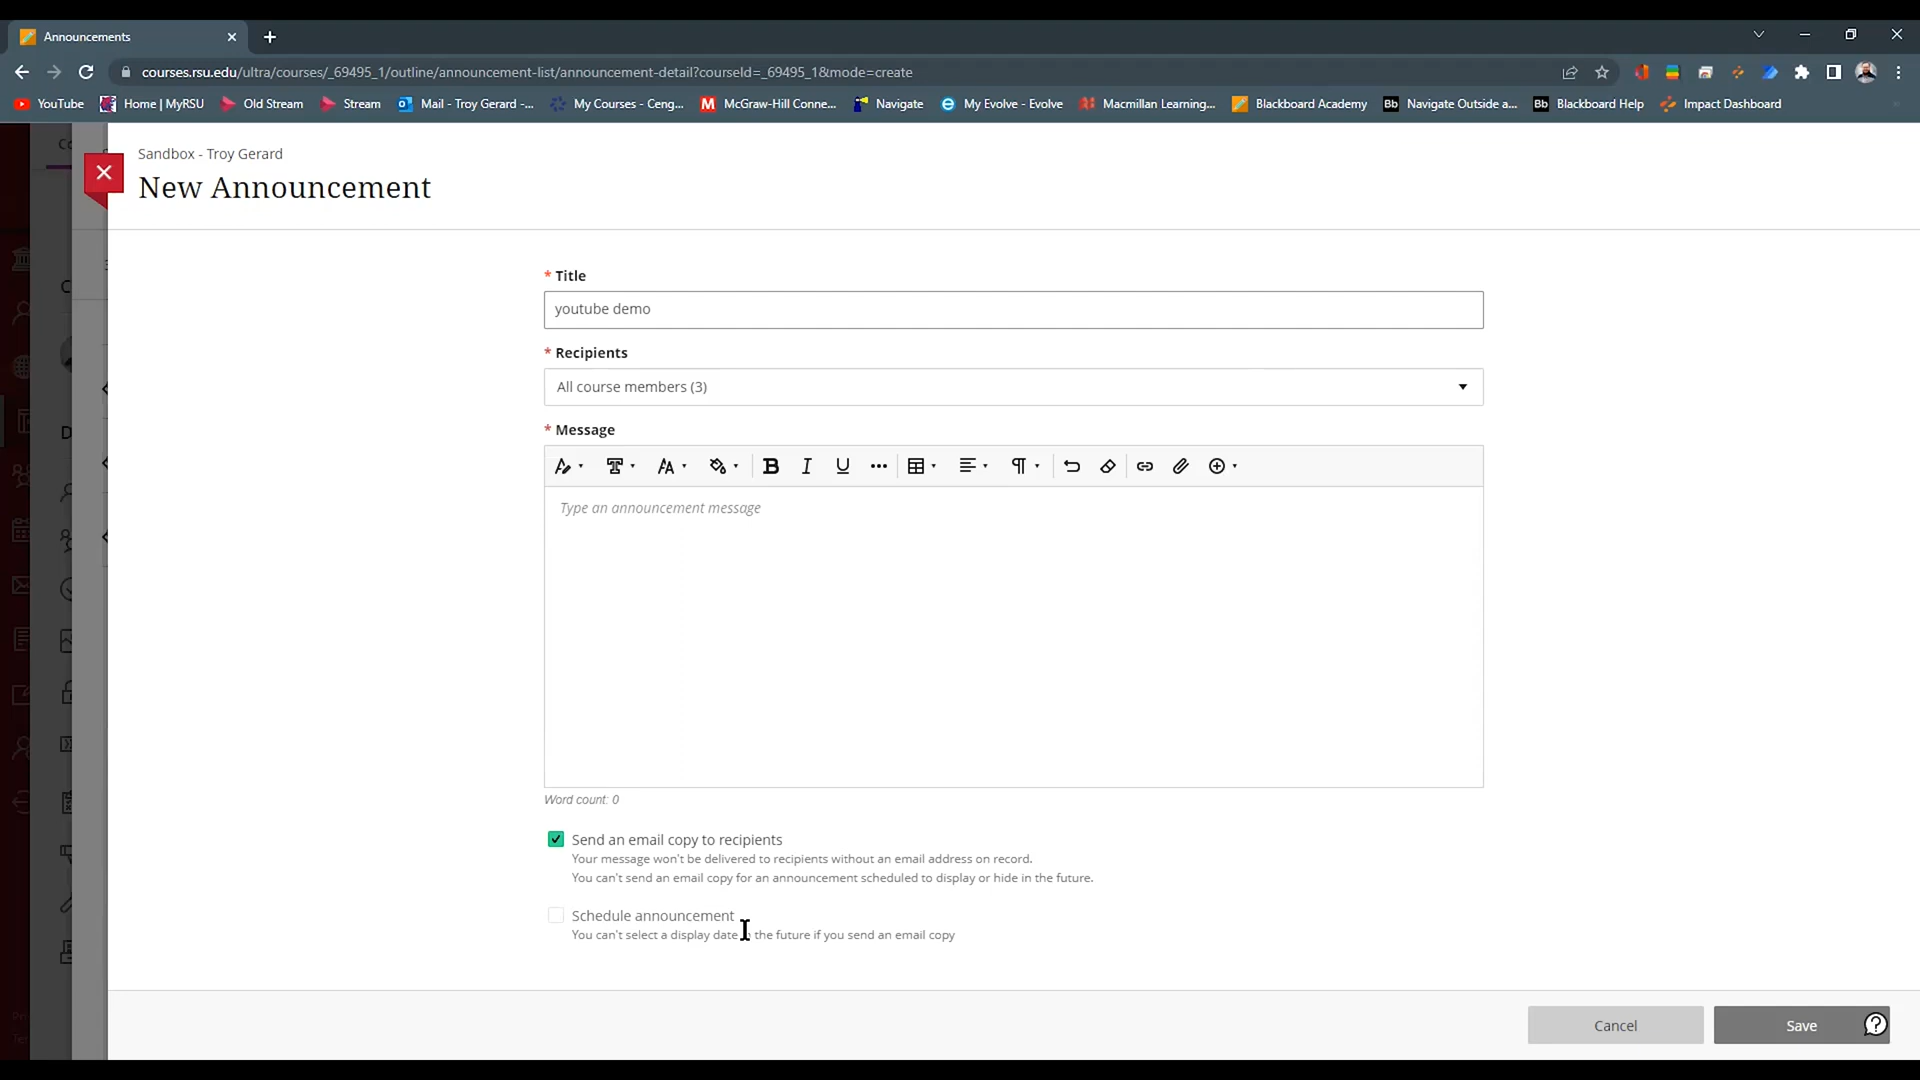 Announcements
courses.rsu.edu/ultra/courses/_69495_1/outline/announcement-list/announcement-detail?courseId=_69495_1&mode=create
YouTube Home | MyRSU Old Stream Stream Mail - Troy Gerard -... My Courses - Ceng... McGraw-Hill Conne... Navigate My Evolve - Evolve Macmillan Learning... Blackboard Academy Bb Navigate Outside a... Bb Blackboard Help Impact Dashboard
Sandbox - Troy Gerard
New Announcement
* Title
youtube demo
* Recipients
All course members (3)
* Message
Type an announcement message
Word count: 0
Send an email copy to recipients
Your message won't be delivered to recipients without an email address on record.
You can't send an email copy for an announcement scheduled to display or hide in the future.
Schedule announcement
You can't select a display date the future if you send an email copy
Cancel Save